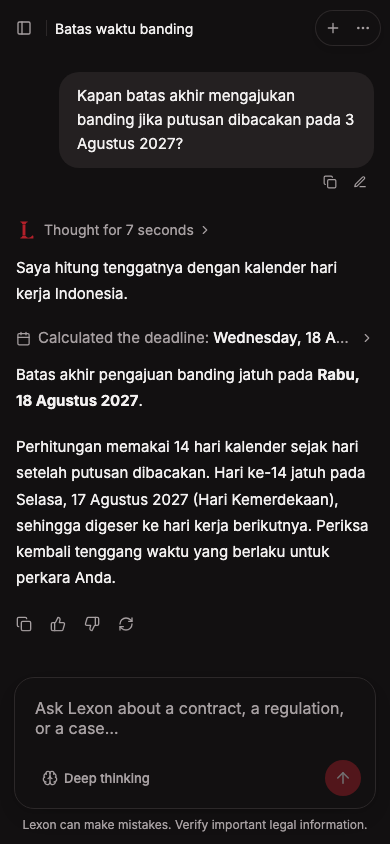 Batas waktu banding
Kapan batas akhir mengajukan
banding jika putusan dibacakan pada 3
Agustus 2027?
L Thought for 7 seconds
Saya hitung tenggatnya dengan kalender hari
kerja Indonesia.
Calculated the deadline: Wednesday, 18 A...
Batas akhir pengajuan banding jatuh pada Rabu,
18 Agustus 2027.
Perhitungan memakai 14 hari kalender sejak hari
setelah putusan dibacakan. Hari ke-14 jatuh pada
Selasa, 17 Agustus 2027 (Hari Kemerdekaan),
sehingga digeser ke hari kerja berikutnya. Periksa
kembali tenggang waktu yang berlaku untuk
perkara Anda.
Ask Lexon about a contract, a regulation,
or a case...
Deep thinking
Lexon can make mistakes. Verify important legal information.